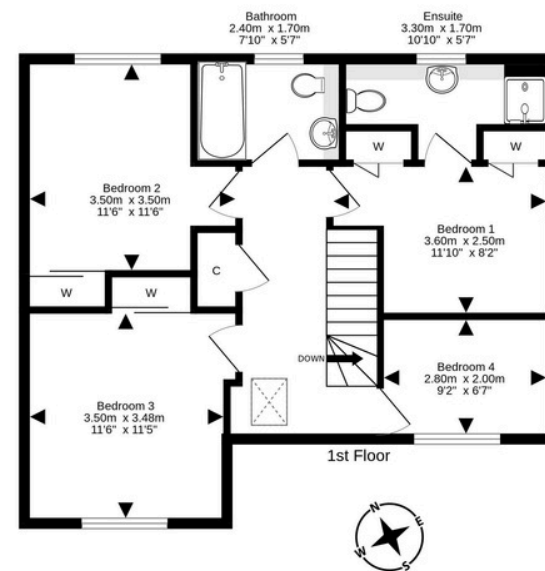 Bathroom
2.40m x 1.70m
7'10" x 5'7"
Ensuite
3.30m x 1.70m
10'10" x 5'7"
W
W
Bedroom 2
3.50m x 3.50m
11'6" x 11'6"
Bedroom 1
3.60m x 2.50m
11'10" x 8'2"
C
W
W
DOWN
Bedroom 4
2.80m x 2.00m
9'2" x 6'7"
Bedroom 3
3.50m x 3.48m
11'6" x 11'5"
1st Floor
N
E
W
S